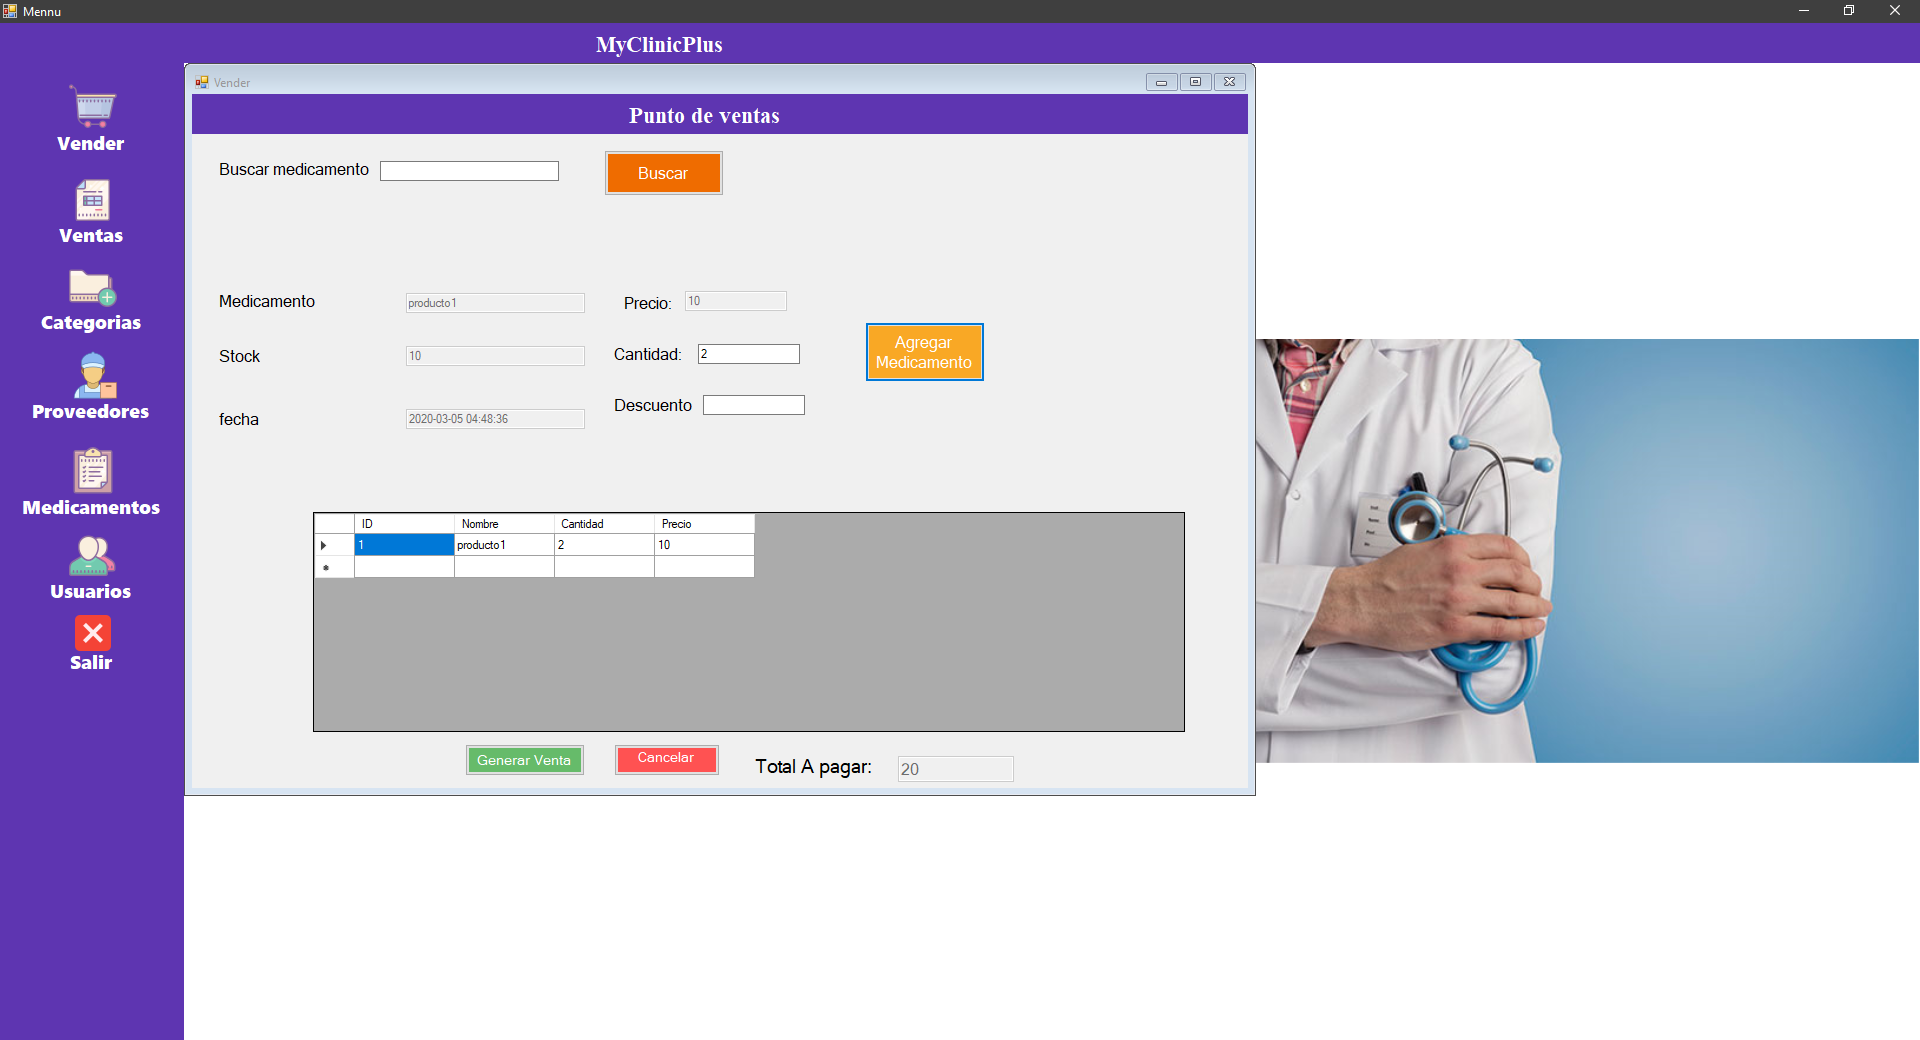 Mennu
MyClinicPlus
Vender
Ventas
Categorias
Proveedores
Medicamentos
Usuarios
Salir
Vender
Punto de ventas
Buscar medicamento
Buscar
Medicamento producto1 Precio: 10
Stock 10 Cantidad: 2
Agregar
Medicamento
Descuento
fecha 2020-03-05 04:48:36
ID Nombre Cantidad Precio
1 producto1 2 10
Generar Venta Cancelar Total A pagar: 20